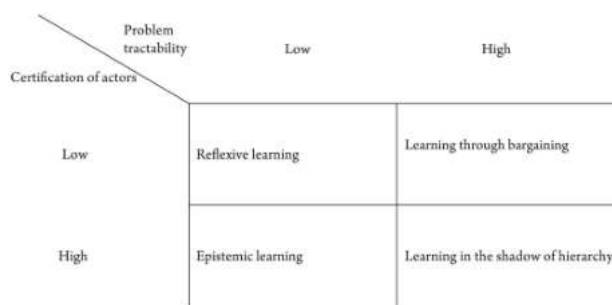 Problem
tractability
Low
High
Certification of actors
Low
Reflexive learning
Learning through bargaining
High
Epistemic learning
Learning in the shadow of hierarchy